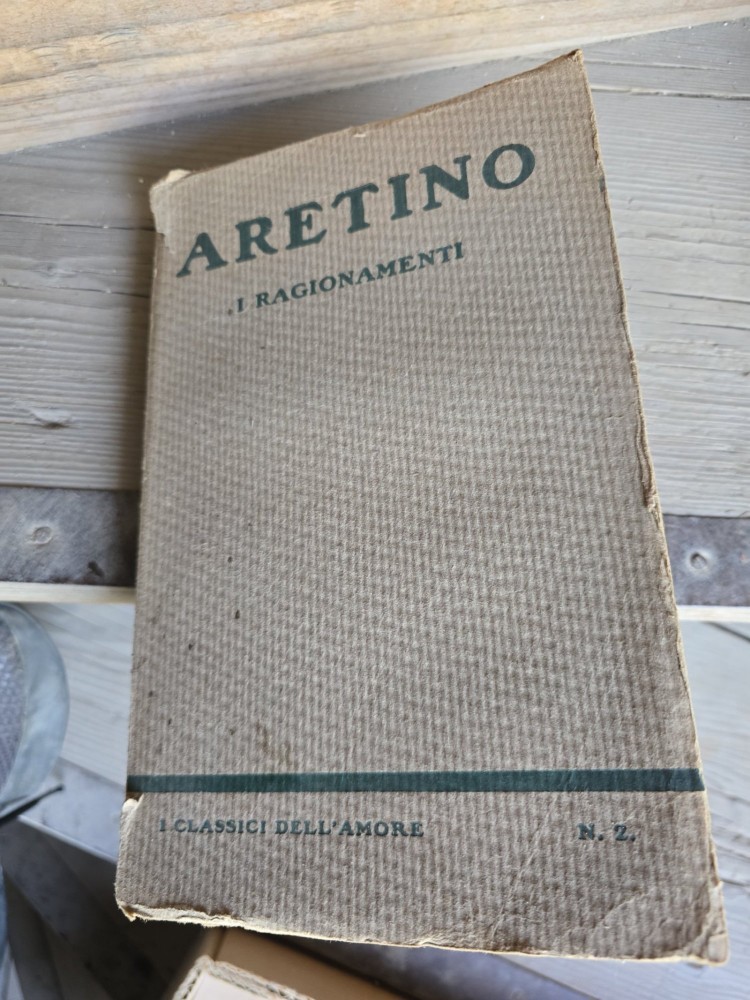 ARETINO
I RAGIONAMENTI
I CLASSICI DELL'AMORE
N. 2.